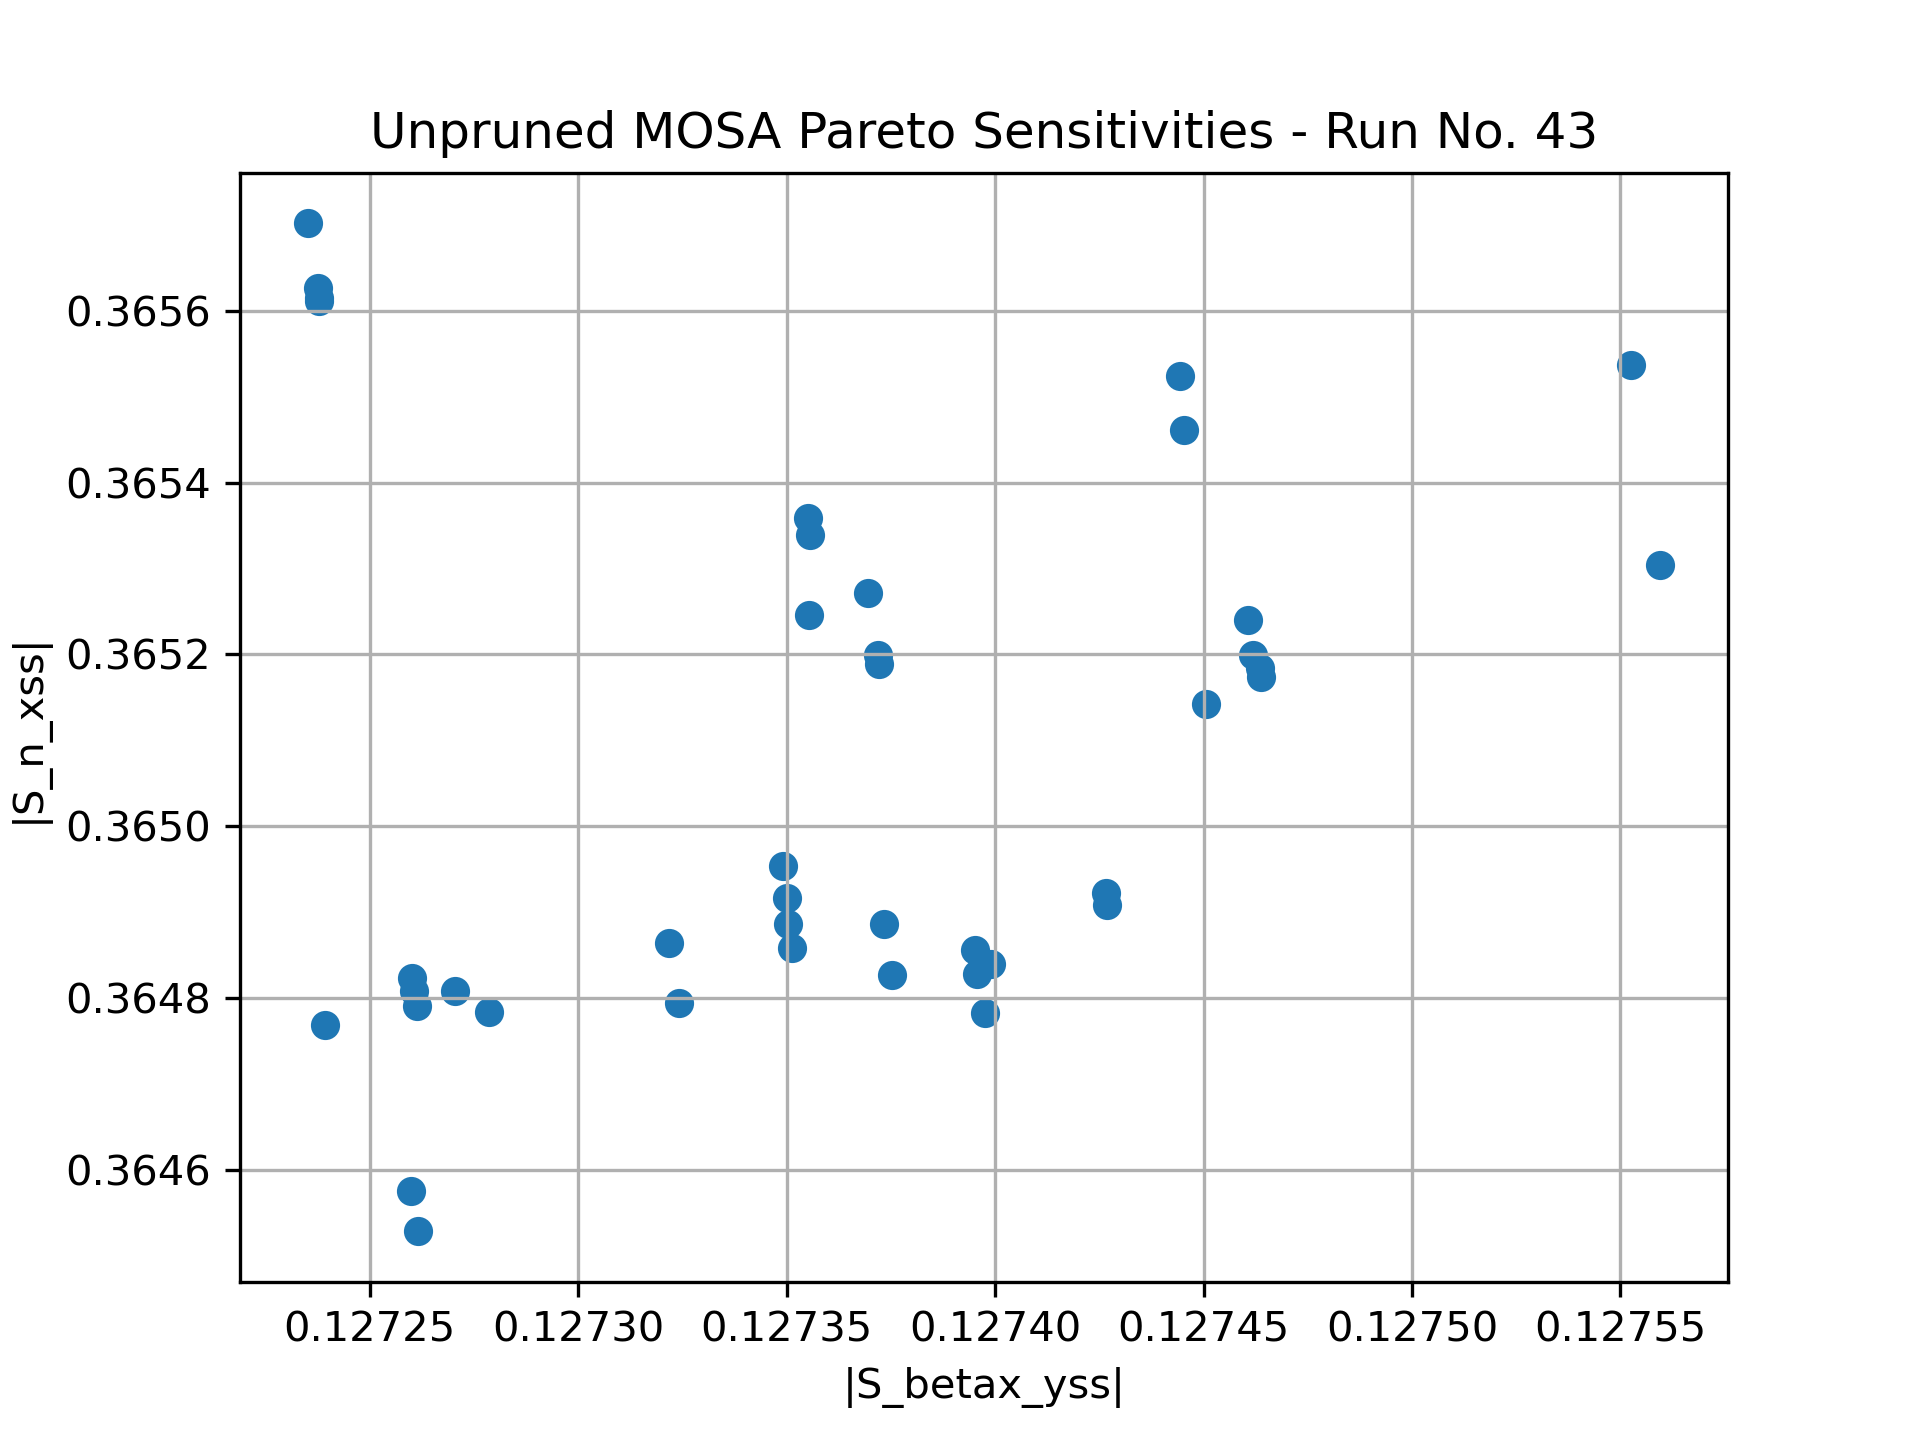 Unpruned MOSA Pareto Sensitivities - Run No. 43
|S_n_xss|
0.3656
0.3654
0.3652
0.3650
0.3648
0.3646
0.12725 0.12730 0.12735 0.12740 0.12745 0.12750 0.12755
|S_betax_yss|